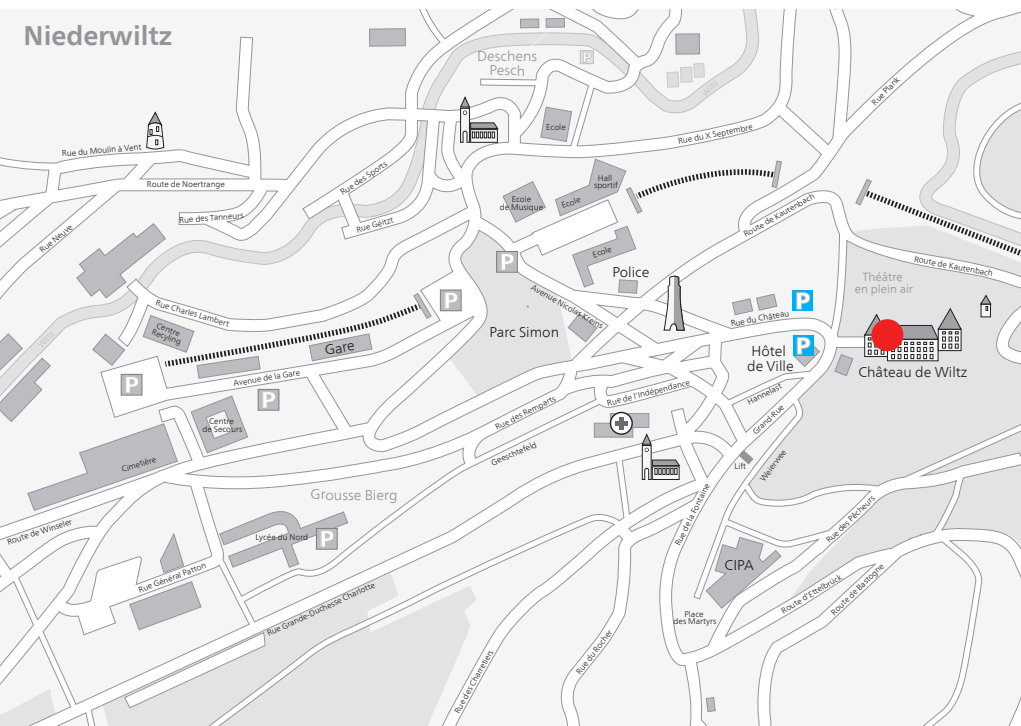 Niederwiltz
Deschens
Pesch
P
Wiltz
Rue Plank
Ecole
Rue du X Septembre
Rue du Moulin à Vent
Route de Noertrange
Rue des Sports
Hall
sportif
Ecole
de Musique
Ecole
Rue des Tanneurs
Rue Géitzt
Route de Kautenbach
Rue Neuve
Ecole
P
Police
Route de Kautenbach
Théâtre
en plein air
Rue Charles Lambert
P
Avenue Nicolas Kreins
P
Rue du Château
Centre
Recyling
Wiltz
Gare
Parc Simon
P
Hôtel
de Ville
Château de Wiltz
P
Avenue de la Gare
P
Rue de l'Indépendance
Hannelast
Rue des Remparts
Grand-Rue
Centre
de Secours
Geeschtefeld
Cimetière
Lift
Weierwee
Grousse Bierg
Rue de la Fontaine
Rue des Pêcheurs
Route de Winseler
Lycée du Nord
P
CIPA
Rue Général Patton
Route d'Ettelbrück
Route de Bastogne
Rue Grande-Duchesse Charlotte
Place
des Martyrs
Rue du Rocher
Rue des Charretiers